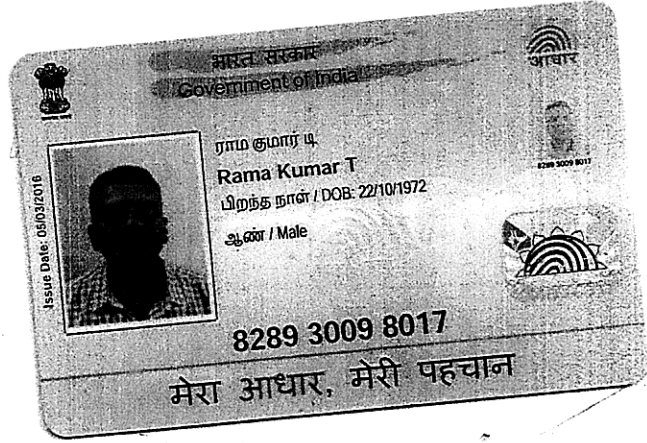 भारत सरकार
Government of India
आधार
ராம குமார் டி
Rama Kumar T
பிறந்த நாள் / DOB: 22/10/1972
ஆண் / Male
8289 3009 8017
Issue Date: 05/03/2016
8289 3009 8017
मेरा आधार, मेरी पहचान